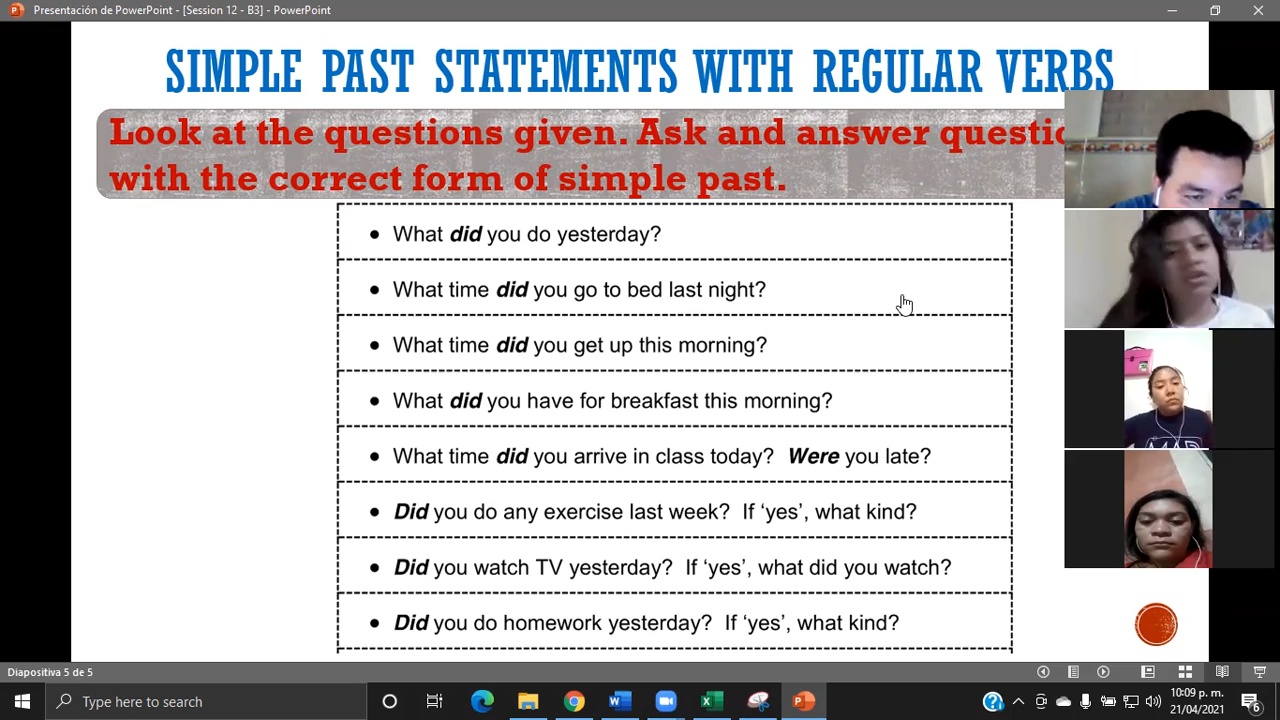 Presentación de PowerPoint - [Session 12 - B3] - PowerPoint
SIMPLE PAST STATEMENTS WITH REGULAR VERBS
Look at the questions given. Ask and answer
with the correct form of simple past.
• What did you do yesterday?
• What time did you go to bed last night?
• What time did you get up this morning?
• What did you have for breakfast this morning?
• What time did you arrive in class today? Were you late?
• Did you do any exercise last week? If ‘yes’, what kind?
• Did you watch TV yesterday? If ‘yes’, what did you watch?
• Did you do homework yesterday? If ‘yes’, what kind?
Diapositiva 5 de 5
Type here to search
10:09 p. m.
21/04/2021
6